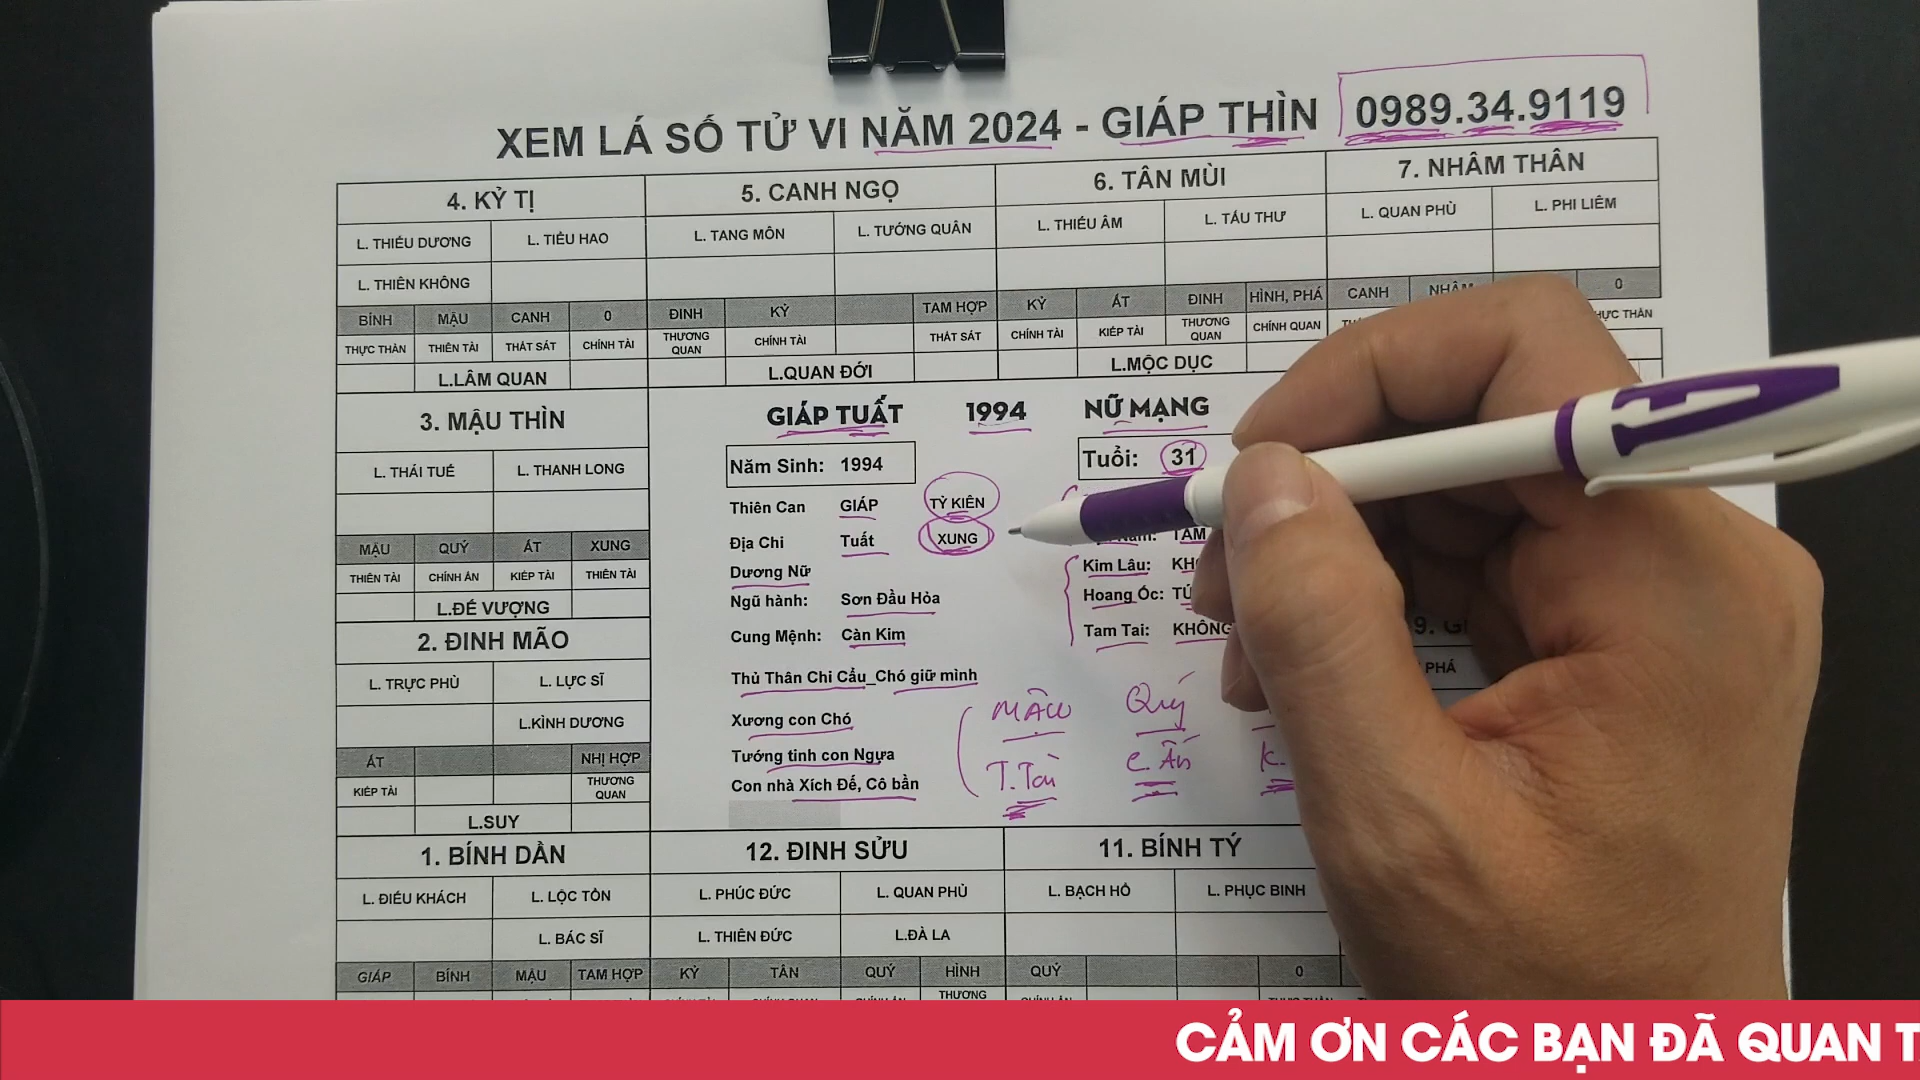 XEM LÁ SỐ TỬ VI NĂM 2024 - GIÁP THÌN 0989.34.9119
4. KỶ TỊ
L. THIẾU DƯƠNG L. TIỂU HAO
L. THIÊN KHÔNG
BÍNH MẬU CANH 0
THỰC THẦN THIÊN TÀI THẤT SÁT CHÍNH TÀI
L.LÂM QUAN
5. CANH NGỌ
L. TANG MÔN L. TƯỚNG QUÂN
ĐINH KỶ TAM HỢP
THƯƠNG QUAN CHÍNH TÀI THẤT SÁT
L.QUAN ĐỚI
6. TÂN MÙI
L. THIẾU ÂM L. TẤU THƯ
KỶ ẤT ĐINH HÌNH, PHÁ
CHÍNH TÀI KIẾP TÀI THƯƠNG QUAN CHÍNH QUAN
L.MỘC DỤC
7. NHÂM THÂN
L. QUAN PHÙ L. PHI LIÊM
CANH NHÂM 0
3. MẬU THÌN
L. THÁI TUẾ L. THANH LONG
MẬU QUÝ ẤT XUNG
THIÊN TÀI CHÍNH ẤN KIẾP TÀI THIÊN TÀI
L.ĐẾ VƯỢNG
2. ĐINH MÃO
L. TRỰC PHÙ L. LỰC SĨ
L.KÌNH DƯƠNG
ẤT NHỊ HỢP
KIẾP TÀI THƯƠNG QUAN
L.SUY
GIÁP TUẤT 1994 NỮ MẠNG
Năm Sinh: 1994 Tuổi: 31
Thiên Can GIÁP TỶ KIÊN
Địa Chi Tuất XUNG
Dương Nữ
Kim Lâu:
Ngũ hành: Sơn Đầu Hỏa
Hoang Ốc:
Cung Mệnh: Càn Kim
Tam Tai: KHÔNG
Thủ Thân Chi Cẩu_Chó giữ mình
Xương con Chó
Tướng tinh con Ngựa
Con nhà Xích Đế, Cô bần
MẬU Quý
T.Tài C.Ấn K.
PHÁ
1. BÍNH DẦN
L. ĐIẾU KHÁCH L. LỘC TỒN
L. BÁC SĨ
GIÁP BÍNH MẬU TAM HỢP
12. ĐINH SỬU
L. PHÚC ĐỨC L. QUAN PHỦ
L. THIÊN ĐỨC L.ĐÀ LA
KỶ TÂN QUÝ HÌNH
THƯƠNG
11. BÍNH TÝ
L. BẠCH HỔ L. PHỤC BINH
QUÝ 0
CẢM ƠN CÁC BẠN ĐÃ QUAN T